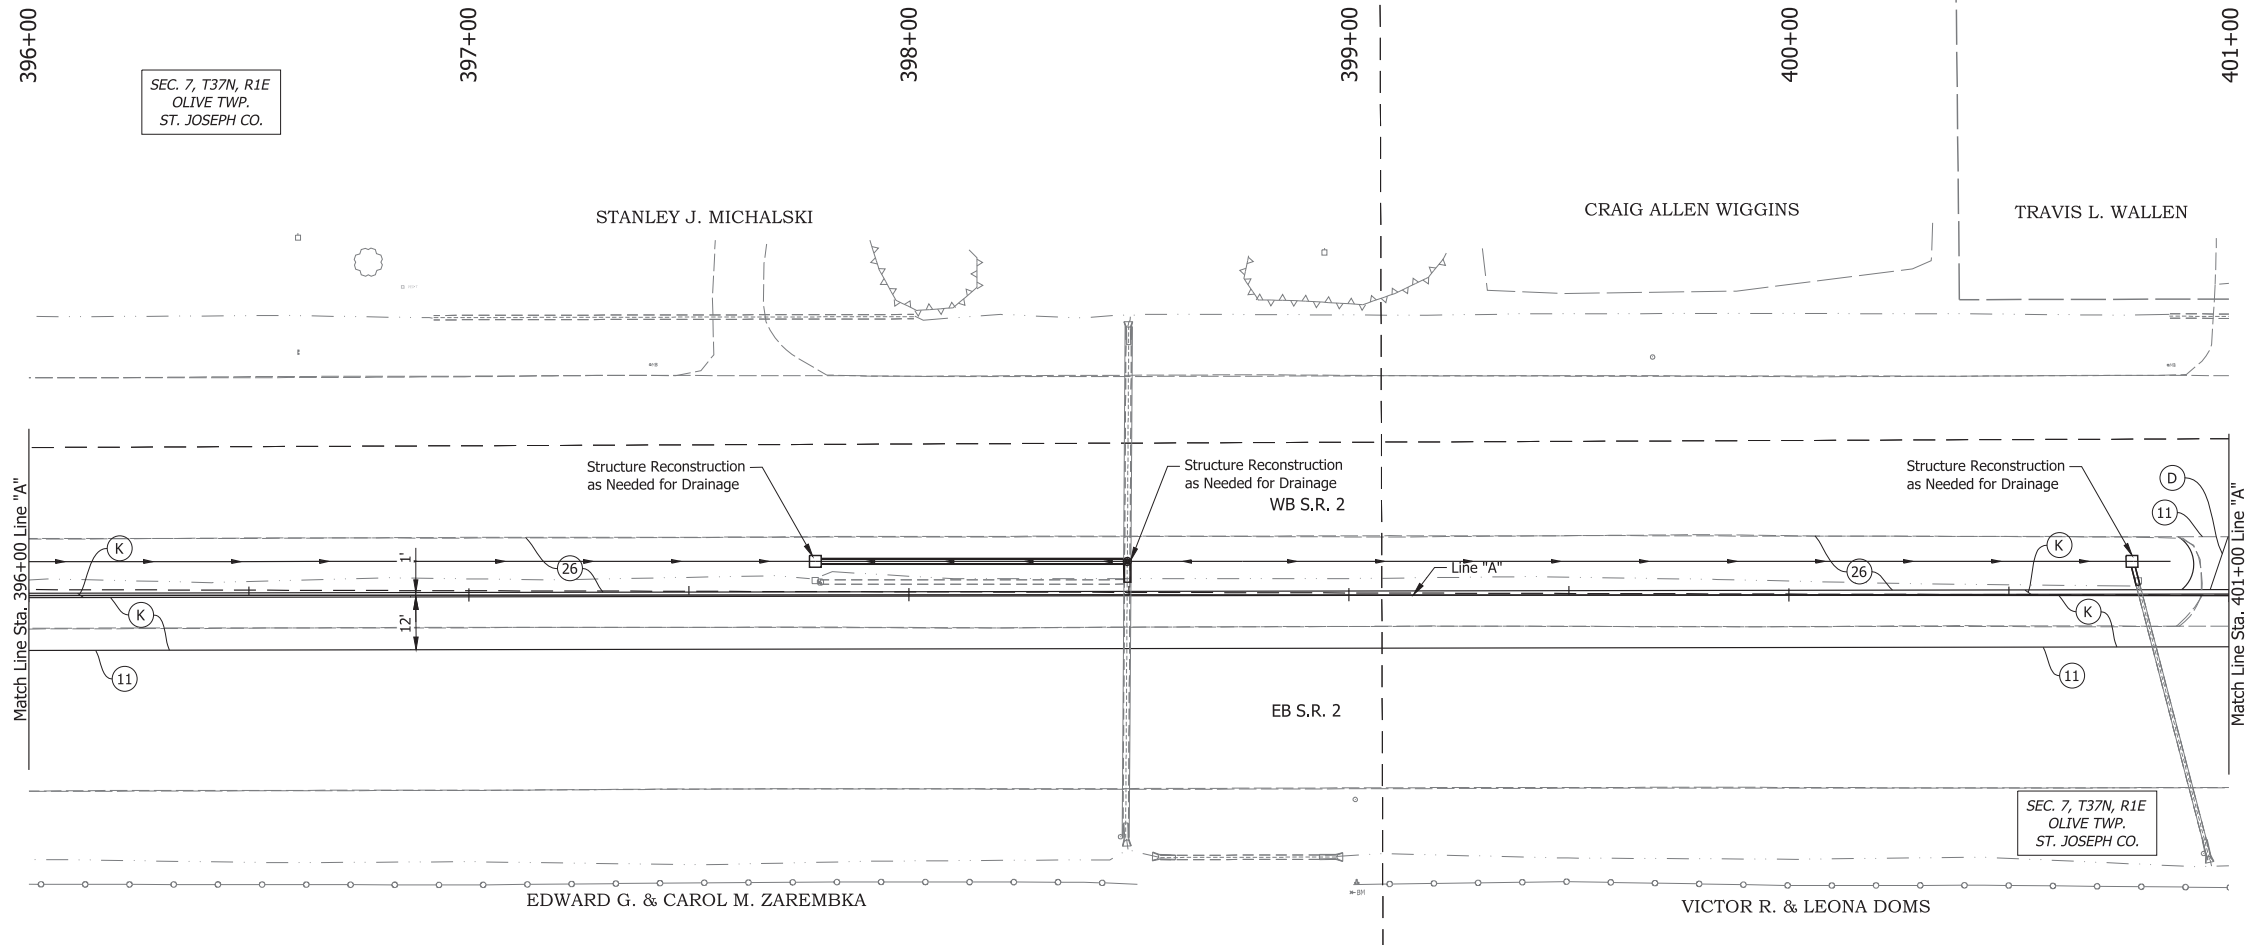 396+00
397+00
398+00
399+00
400+00
401+00
SEC. 7, T37N, R1E
OLIVE TWP.
ST. JOSEPH CO.
STANLEY J. MICHALSKI
CRAIG ALLEN WIGGINS
TRAVIS L. WALLEN
Match Line Sta. 396+00 Line "A"
Structure Reconstruction
as Needed for Drainage
Structure Reconstruction
as Needed for Drainage
WB S.R. 2
Structure Reconstruction
as Needed for Drainage
D
11
K
1'
26
Line "A"
26
K
K
12'
K
11
11
EB S.R. 2
Match Line Sta. 401+00 Line "A"
SEC. 7, T37N, R1E
OLIVE TWP.
ST. JOSEPH CO.
BM
EDWARD G. & CAROL M. ZAREMBKA
VICTOR R. & LEONA DOMS